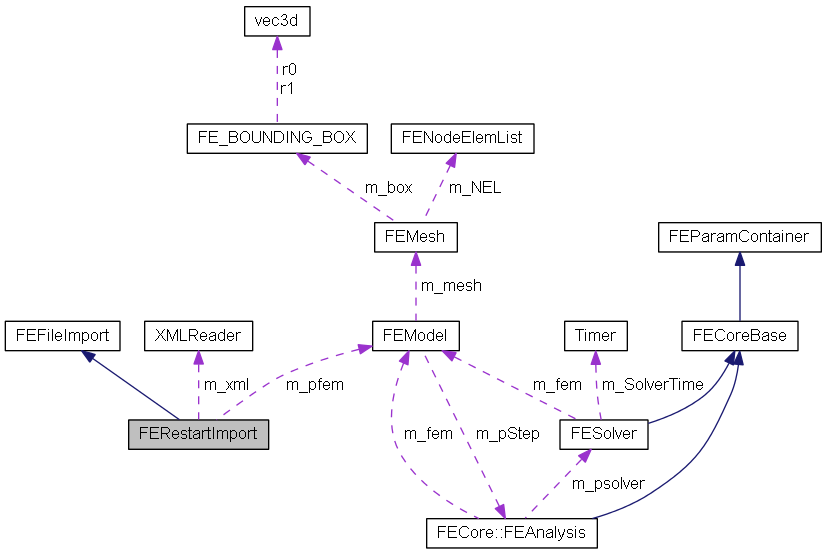 vec3d
r0
r1
FE_BOUNDING_BOX
FENodeElemList
m_box
m_NEL
FEMesh
FEParamContainer
m_mesh
FEFileImport
XMLReader
FEModel
Timer
FECoreBase
m_xml
m_pfem
m_fem
m_SolverTime
FERestartImport
m_fem
m_pStep
FESolver
m_psolver
FECore::FEAnalysis